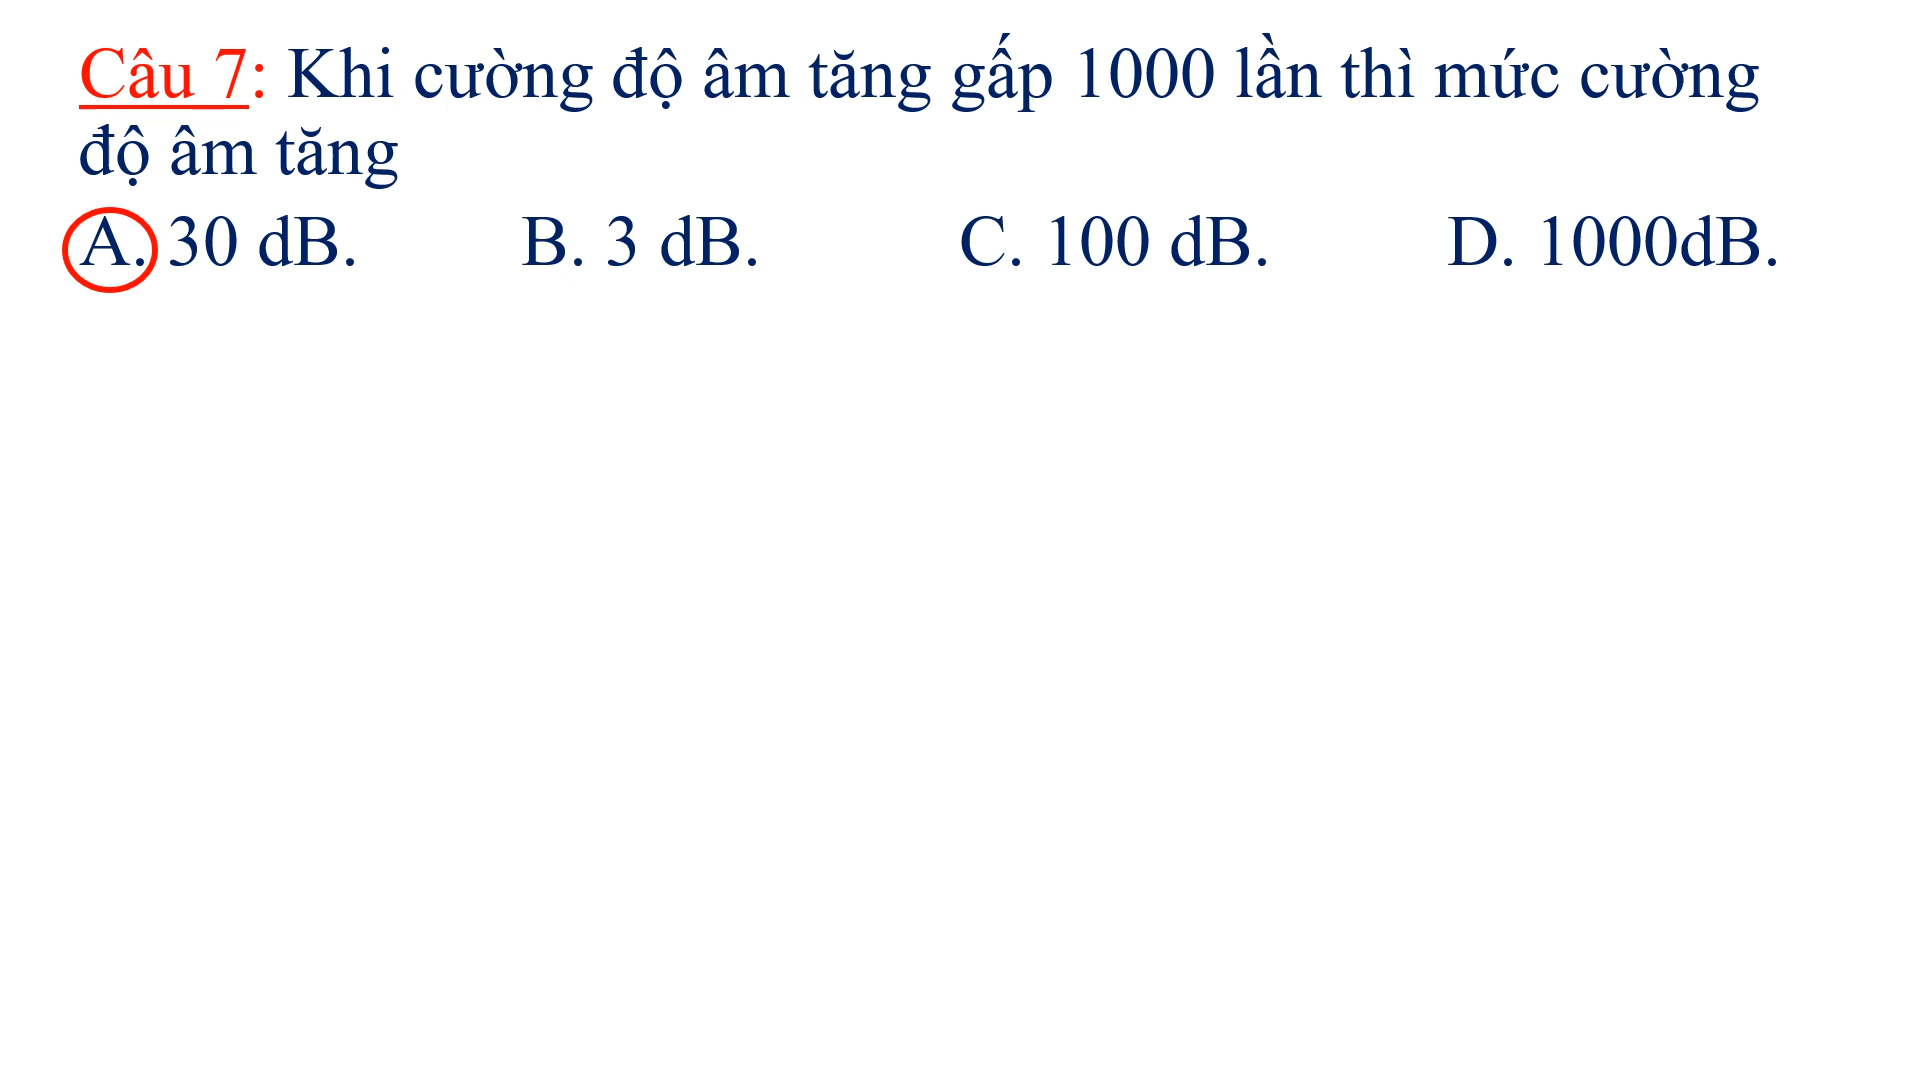 Câu 7: Khi cường độ âm tăng gấp 1000 lần thì mức cường
độ âm tăng
A. 30 dB. B. 3 dB. C. 100 dB. D. 1000dB.